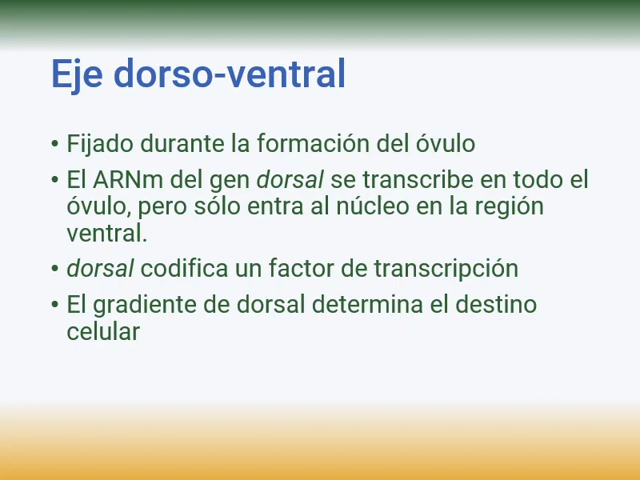 Eje dorso-ventral
• Fijado durante la formación del óvulo
• El ARNm del gen dorsal se transcribe en todo el
óvulo, pero sólo entra al núcleo en la región
ventral.
• dorsal codifica un factor de transcripción
• El gradiente de dorsal determina el destino
celular